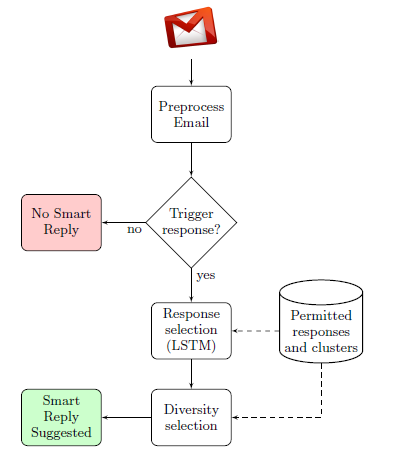 Preprocess
Email
Trigger
response?
No Smart
Reply
no
yes
Response
selection
(LSTM)
Permitted
responses
and clusters
Diversity
selection
Smart
Reply
Suggested